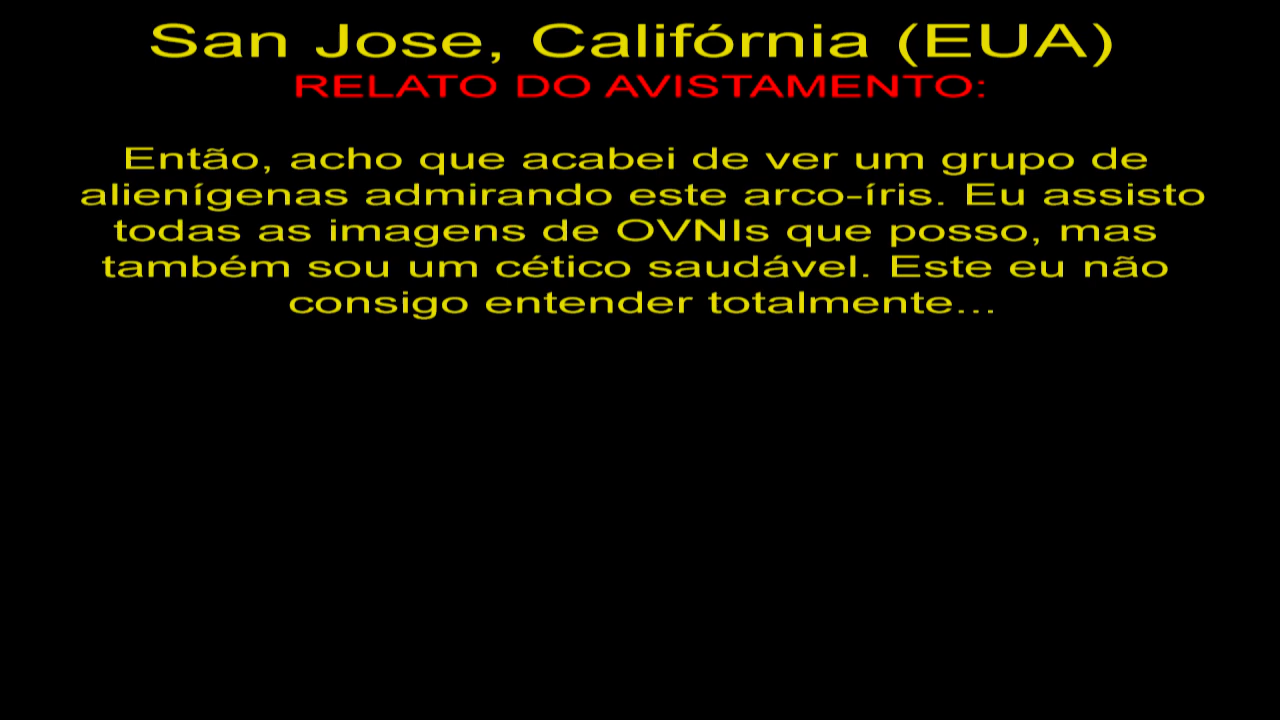 San Jose, Califórnia (EUA)
RELATO DO AVISTAMENTO:
Então, acho que acabei de ver um grupo de
alienígenas admirando este arco-íris. Eu assisto
todas as imagens de OVNIs que posso, mas
também sou um cético saudável. Este eu não
consigo entender totalmente...